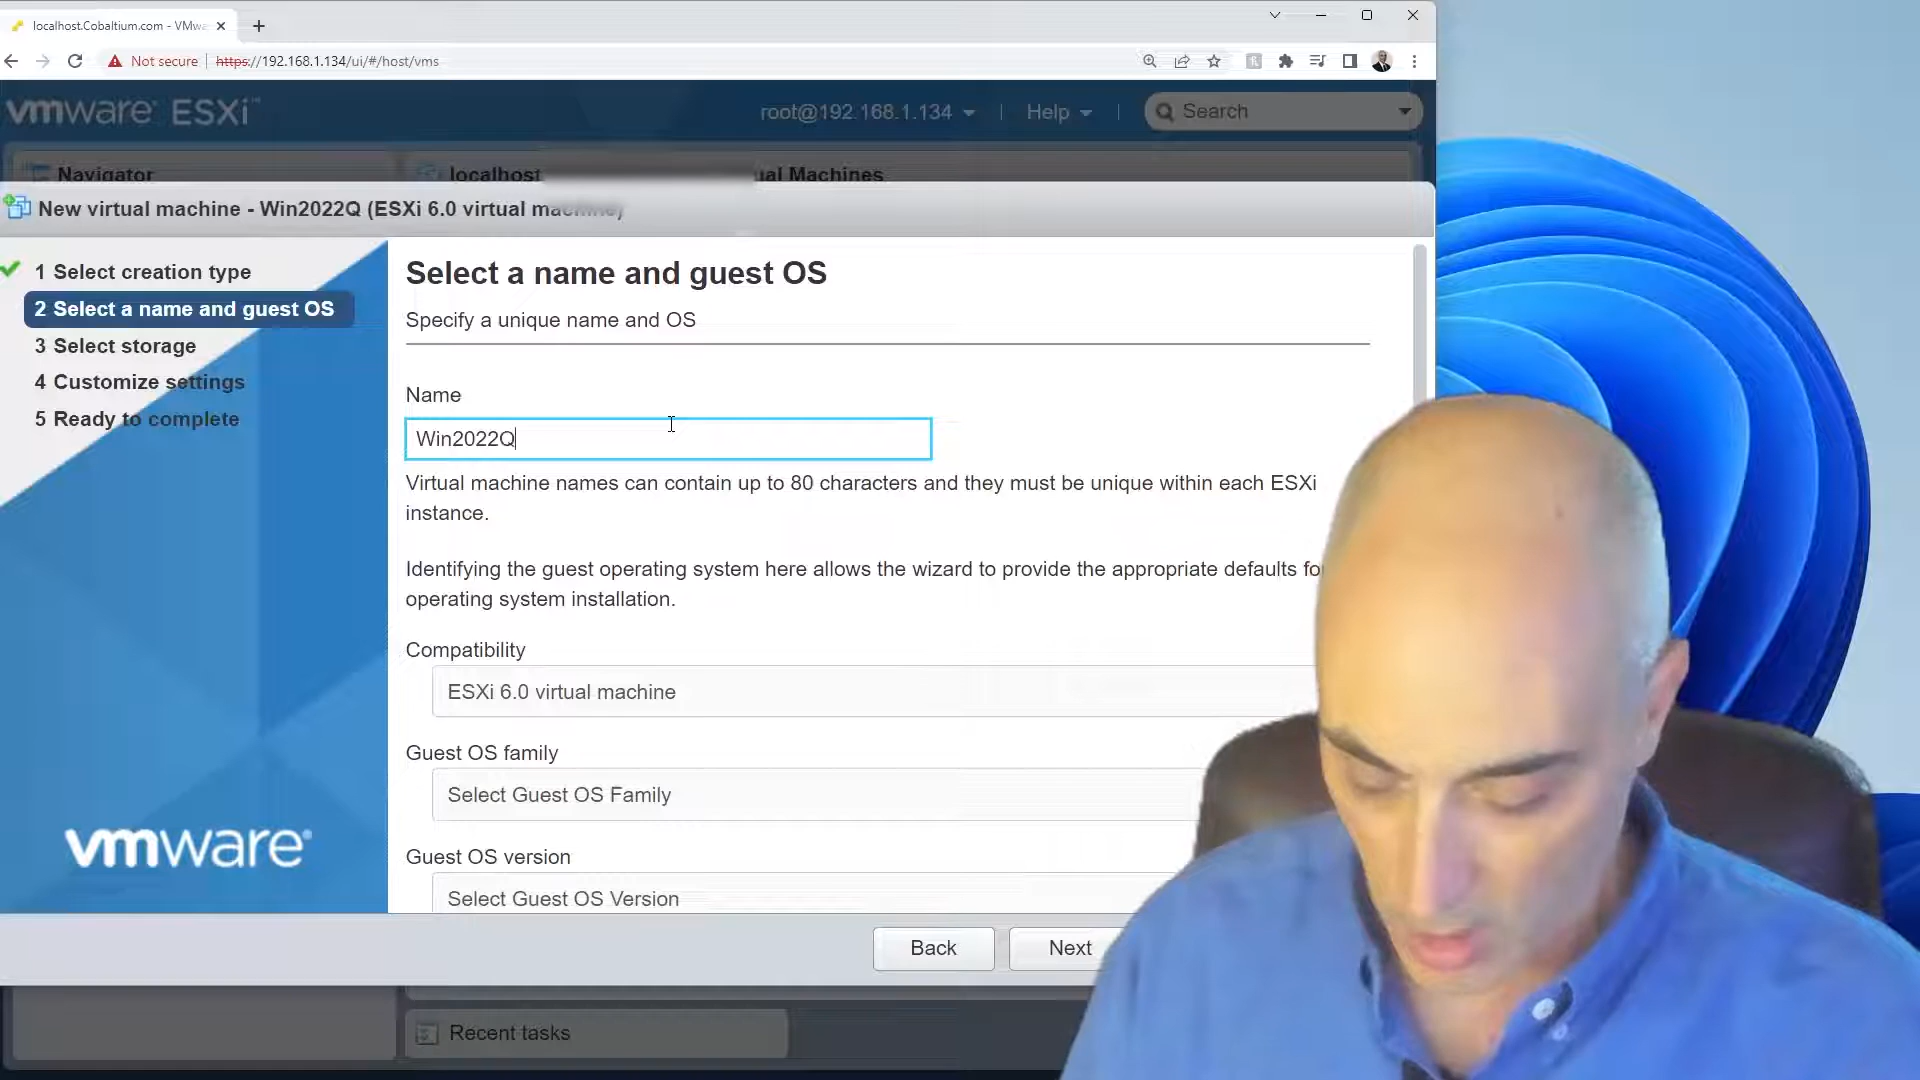 localhost.Cobaltium.com - VMwa
Not secure
https://192.168.1.134/ui/#/host/vms
vmware ESXi™
root@192.168.1.134
Help
Search
Navigator
localhost
ual Machines
New virtual machine - Win2022Q (ESXi 6.0 virtual machine)
1 Select creation type
2 Select a name and guest OS
3 Select storage
4 Customize settings
5 Ready to complete
vmware®
Select a name and guest OS
Specify a unique name and OS
Name
Win2022Q
Virtual machine names can contain up to 80 characters and they must be unique within each ESXi
instance.
Identifying the guest operating system here allows the wizard to provide the appropriate defaults fo
operating system installation.
Compatibility
ESXi 6.0 virtual machine
Guest OS family
Select Guest OS Family
Guest OS version
Select Guest OS Version
Back
Next
Recent tasks